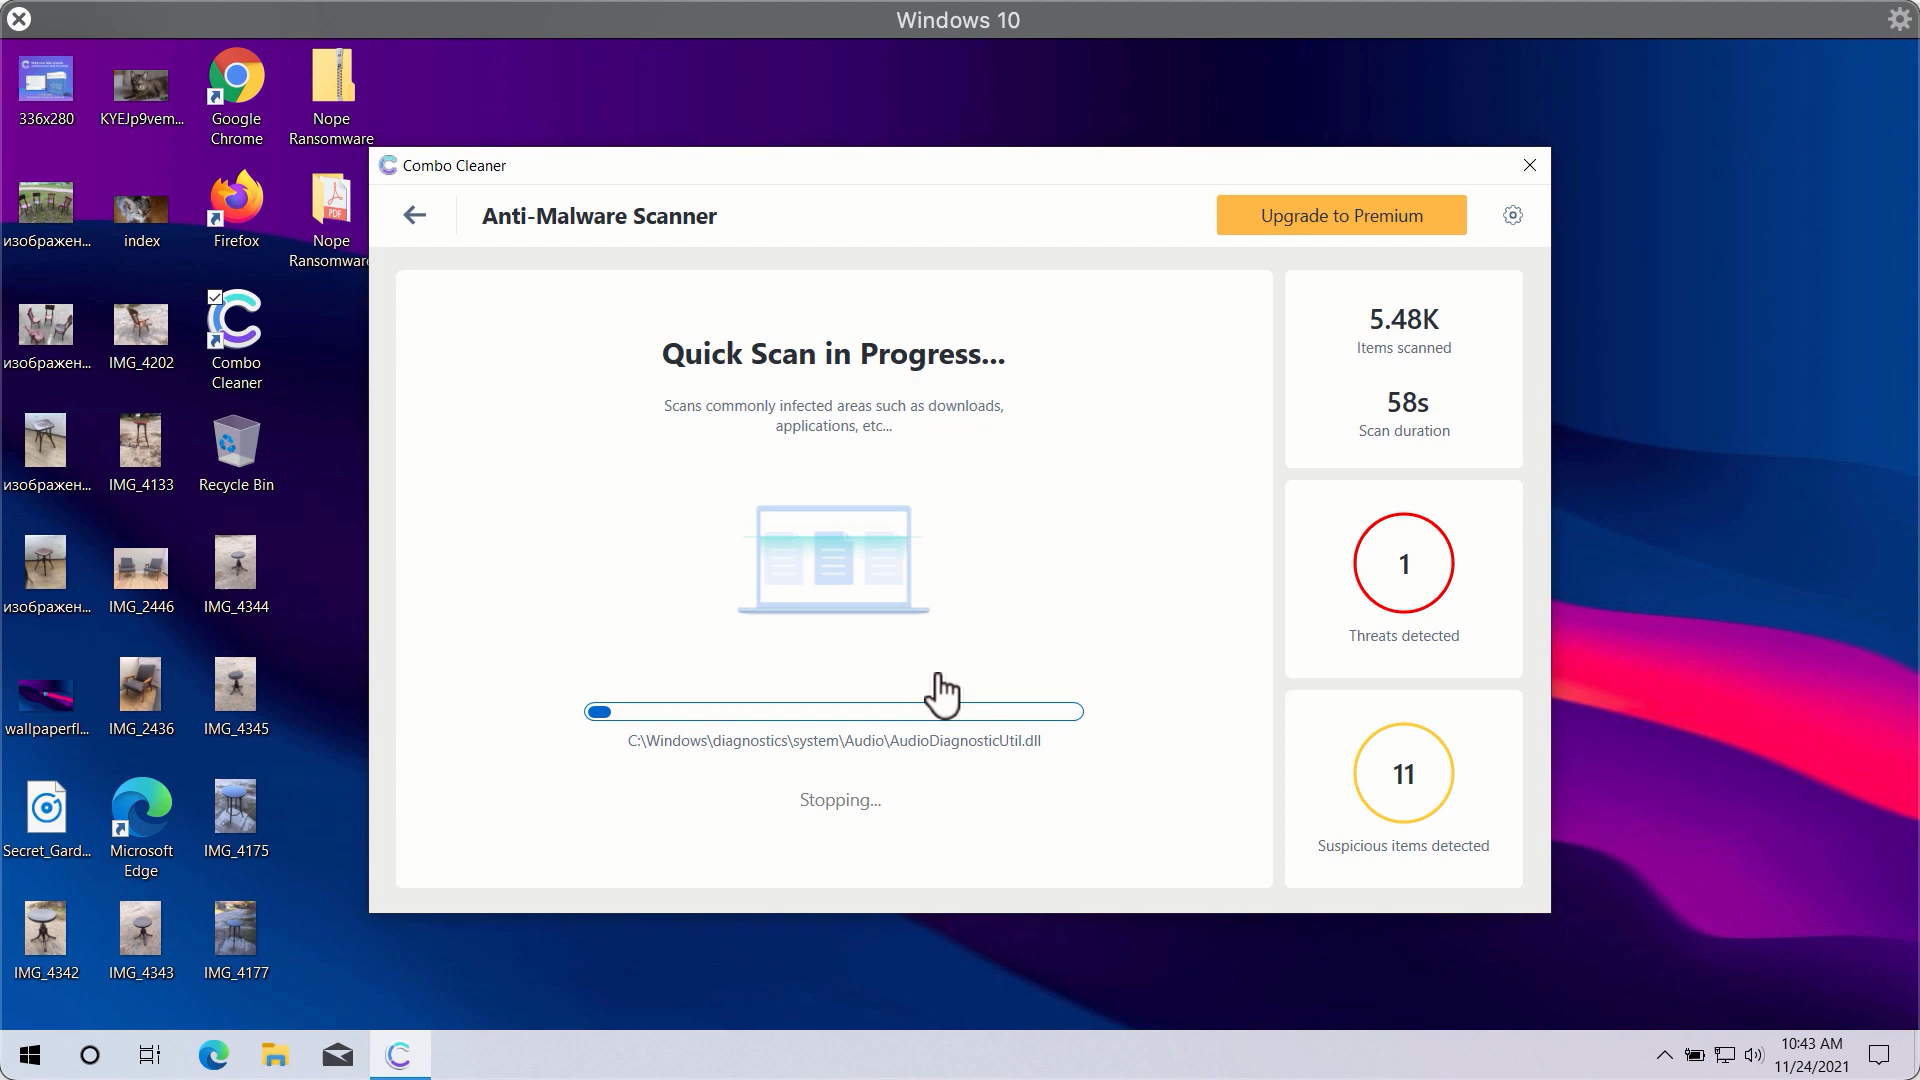 Windows 10
336x280
KYEJp9vem...
Google
Chrome
Nope
Ransomware
изображен...
index
Firefox
PDF
Nope
Ransomware
изображен...
IMG_4202
Combo
Cleaner
изображен...
IMG_4133
Recycle Bin
изображен...
IMG_2446
IMG_4344
wallpaperfl...
IMG_2436
IMG_4345
Secret_Gard...
Microsoft
Edge
IMG_4175
IMG_4342
IMG_4343
IMG_4177
Combo Cleaner
Anti-Malware Scanner
Upgrade to Premium
Quick Scan in Progress...
Scans commonly infected areas such as downloads,
applications, etc...
C:\Windows\diagnostics\system\Audio\AudioDiagnosticUtil.dll
Stopping...
5.48K
Items scanned
58s
Scan duration
1
Threats detected
11
Suspicious items detected
10:43 AM
11/24/2021